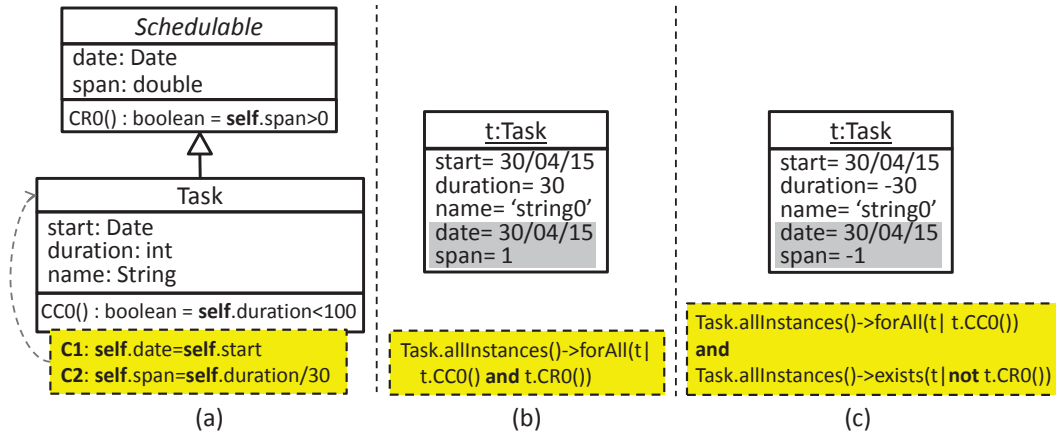 Schedulable
date: Date
span: double
CR0() : boolean = self.span>0
Task
start: Date
duration: int
name: String
CC0() : boolean = self.duration<100
C1: self.date=self.start
C2: self.span=self.duration/30
(a)
t:Task
start= 30/04/15
duration= 30
name= ‘string0’
date= 30/04/15
span= 1
Task.allInstances()->forAll(t|
t.CC0() and t.CR0())
(b)
t:Task
start= 30/04/15
duration= -30
name= ‘string0’
date= 30/04/15
span= -1
Task.allInstances()->forAll(t| t.CC0())
and
Task.allInstances()->exists(t|not t.CR0())
(c)